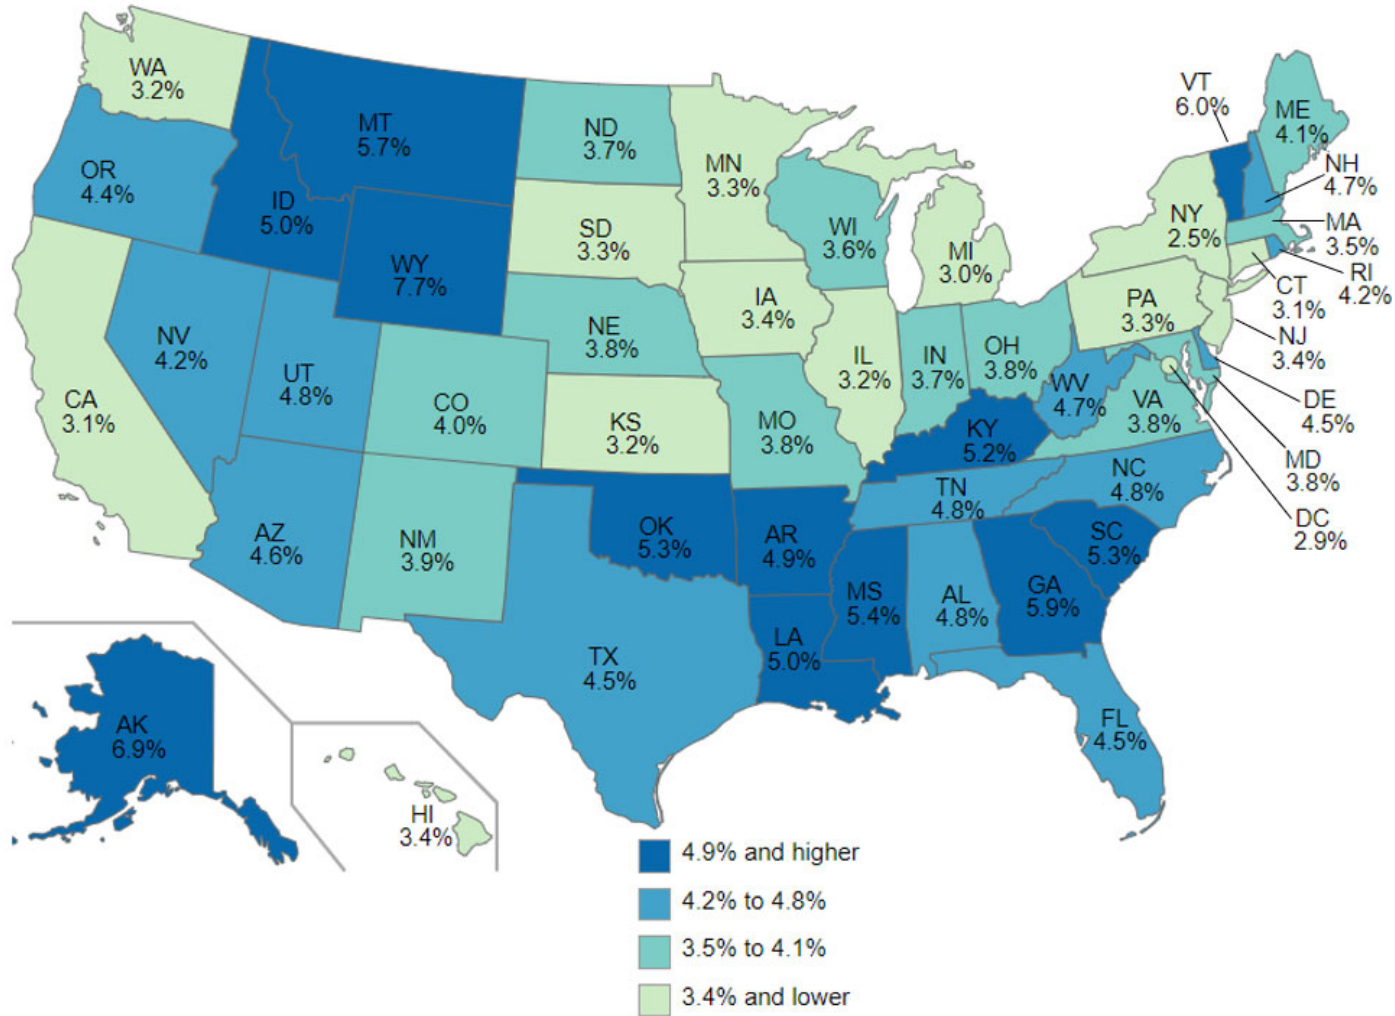 WA
3.2%
OR
4.4%
CA
3.1%
MT
5.7%
ID
5.0%
WY
7.7%
NV
4.2%
UT
4.8%
AZ
4.6%
CO
4.0%
NM
3.9%
ND
3.7%
SD
3.3%
NE
3.8%
KS
3.2%
OK
5.3%
TX
4.5%
MN
3.3%
IA
3.4%
MO
3.8%
AR
4.9%
LA
5.0%
WI
3.6%
IL
3.2%
MI
3.0%
IN
3.7%
OH
3.8%
KY
5.2%
TN
4.8%
MS
5.4%
AL
4.8%
GA
5.9%
FL
4.5%
SC
5.3%
NC
4.8%
VA
3.8%
WV
4.7%
PA
3.3%
NY
2.5%
VT
6.0%
ME
4.1%
NH
4.7%
MA
3.5%
RI
4.2%
CT
3.1%
NJ
3.4%
DE
4.5%
MD
3.8%
DC
2.9%
AK
6.9%
HI
3.4%
4.9% and higher
4.2% to 4.8%
3.5% to 4.1%
3.4% and lower